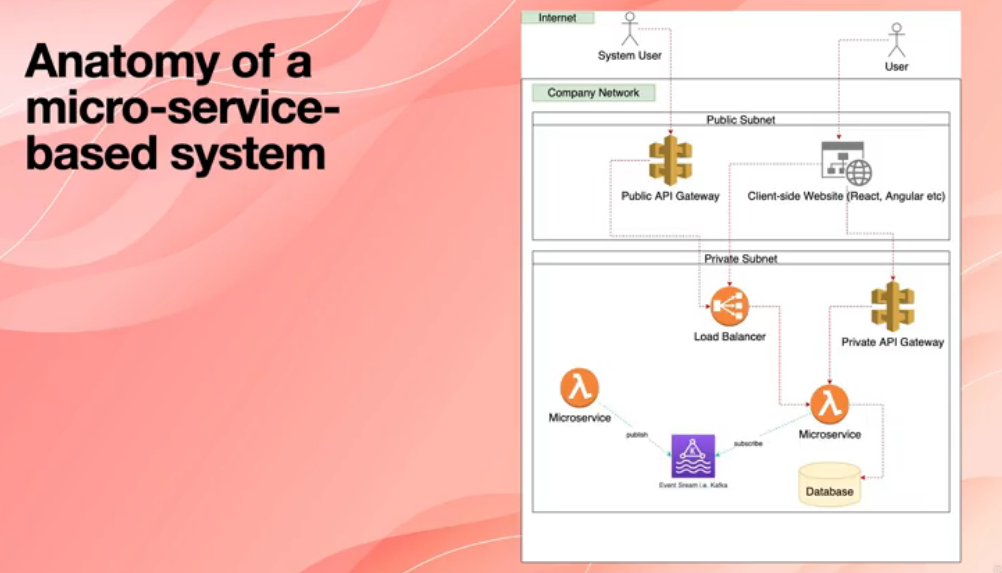 Anatomy of a
micro-service-
based system
Internet
System User
User
Company Network
Public Subnet
Public API Gateway
Client-side Website (React, Angular etc)
Private Subnet
Load Balancer
Private API Gateway
Microservice
Microservice
publish
subscribe
Event Stream i.e. Kafka
Database